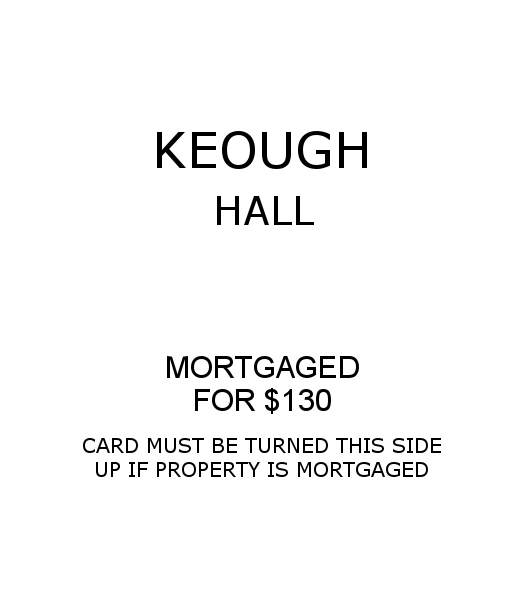 KEOUGH
HALL
MORTGAGED
FOR $130
CARD MUST BE TURNED THIS SIDE
UP IF PROPERTY IS MORTGAGED